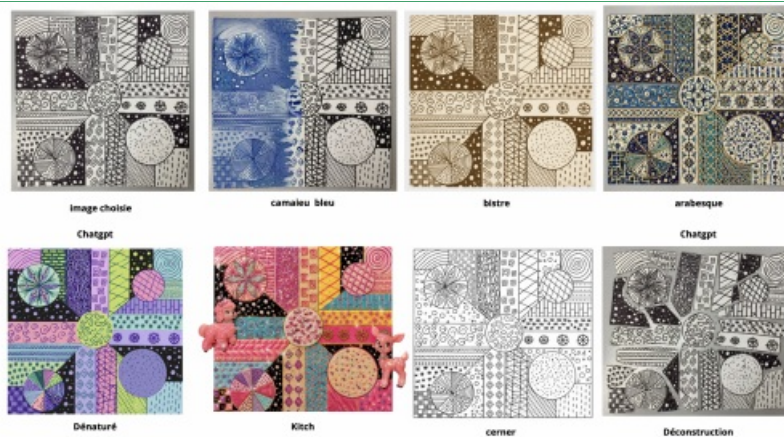 image choisie
camaieu bleu
bistre
arabesque
Chatgpt
Chatgpt
Dénaturé
Kitch
cerner
Déconstruction